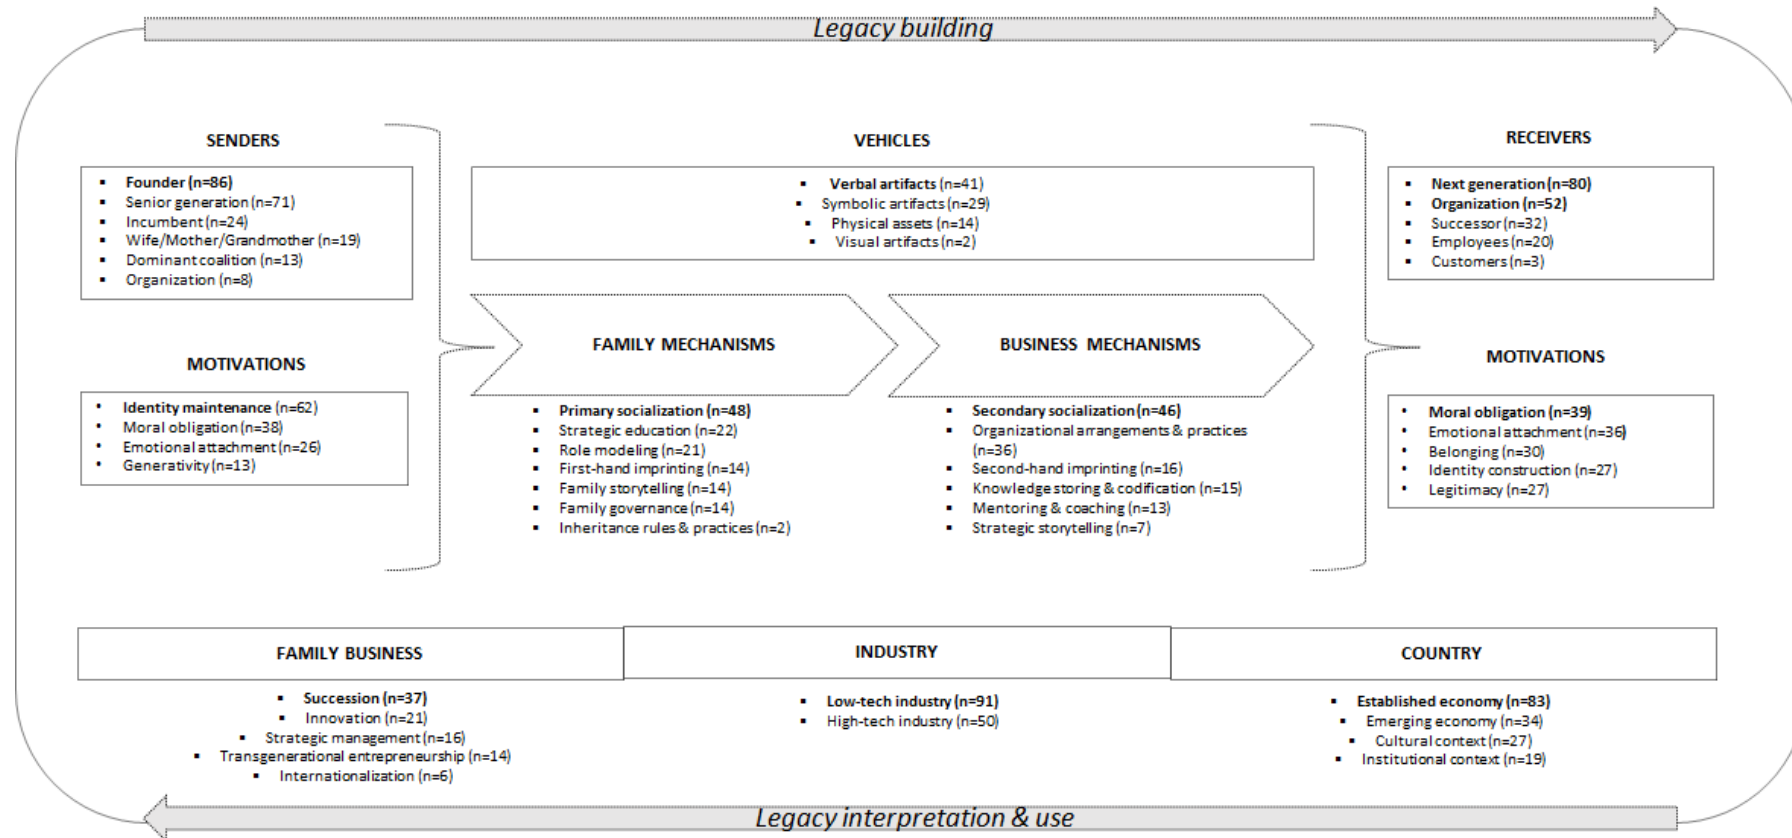 Legacy building
SENDERS
▪ Founder (n=86)
▪ Senior generation (n=71)
▪ Incumbent (n=24)
▪ Wife/Mother/Grandmother (n=19)
▪ Dominant coalition (n=13)
▪ Organization (n=8)
MOTIVATIONS
• Identity maintenance (n=62)
• Moral obligation (n=38)
• Emotional attachment (n=26)
• Generativity (n=13)
VEHICLES
▪ Verbal artifacts (n=41)
▪ Symbolic artifacts (n=29)
▪ Physical assets (n=14)
▪ Visual artifacts (n=2)
FAMILY MECHANISMS
▪ Primary socialization (n=48)
▪ Strategic education (n=22)
▪ Role modeling (n=21)
▪ First-hand imprinting (n=14)
▪ Family storytelling (n=14)
▪ Family governance (n=14)
▪ Inheritance rules & practices (n=2)
BUSINESS MECHANISMS
▪ Secondary socialization (n=46)
▪ Organizational arrangements & practices
(n=36)
▪ Second-hand imprinting (n=16)
▪ Knowledge storing & codification (n=15)
▪ Mentoring & coaching (n=13)
▪ Strategic storytelling (n=7)
RECEIVERS
▪ Next generation (n=80)
▪ Organization (n=52)
▪ Successor (n=32)
▪ Employees (n=20)
▪ Customers (n=3)
MOTIVATIONS
• Moral obligation (n=39)
• Emotional attachment (n=36)
• Belonging (n=30)
• Identity construction (n=27)
• Legitimacy (n=27)
FAMILY BUSINESS
▪ Succession (n=37)
▪ Innovation (n=21)
▪ Strategic management (n=16)
▪ Transgenerational entrepreneurship (n=14)
▪ Internationalization (n=6)
INDUSTRY
▪ Low-tech industry (n=91)
▪ High-tech industry (n=50)
COUNTRY
▪ Established economy (n=83)
▪ Emerging economy (n=34)
▪ Cultural context (n=27)
▪ Institutional context (n=19)
Legacy interpretation & use